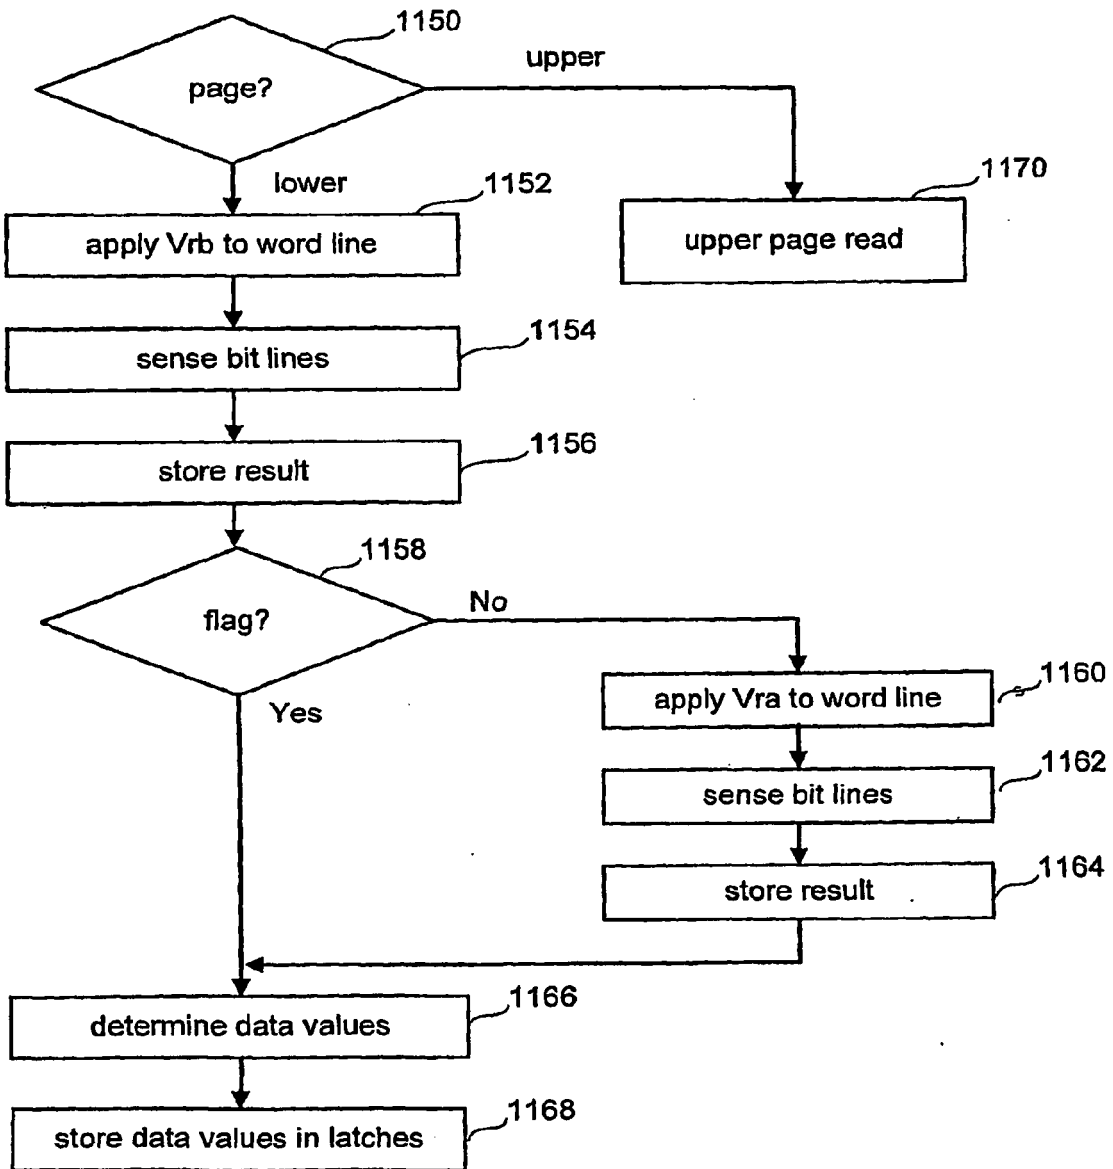 1150
page?
upper
lower
1152
apply Vrb to word line
1170
upper page read
1154
sense bit lines
1156
store result
1158
flag?
No
Yes
1160
apply Vra to word line
1162
sense bit lines
1164
store result
1166
determine data values
1168
store data values in latches